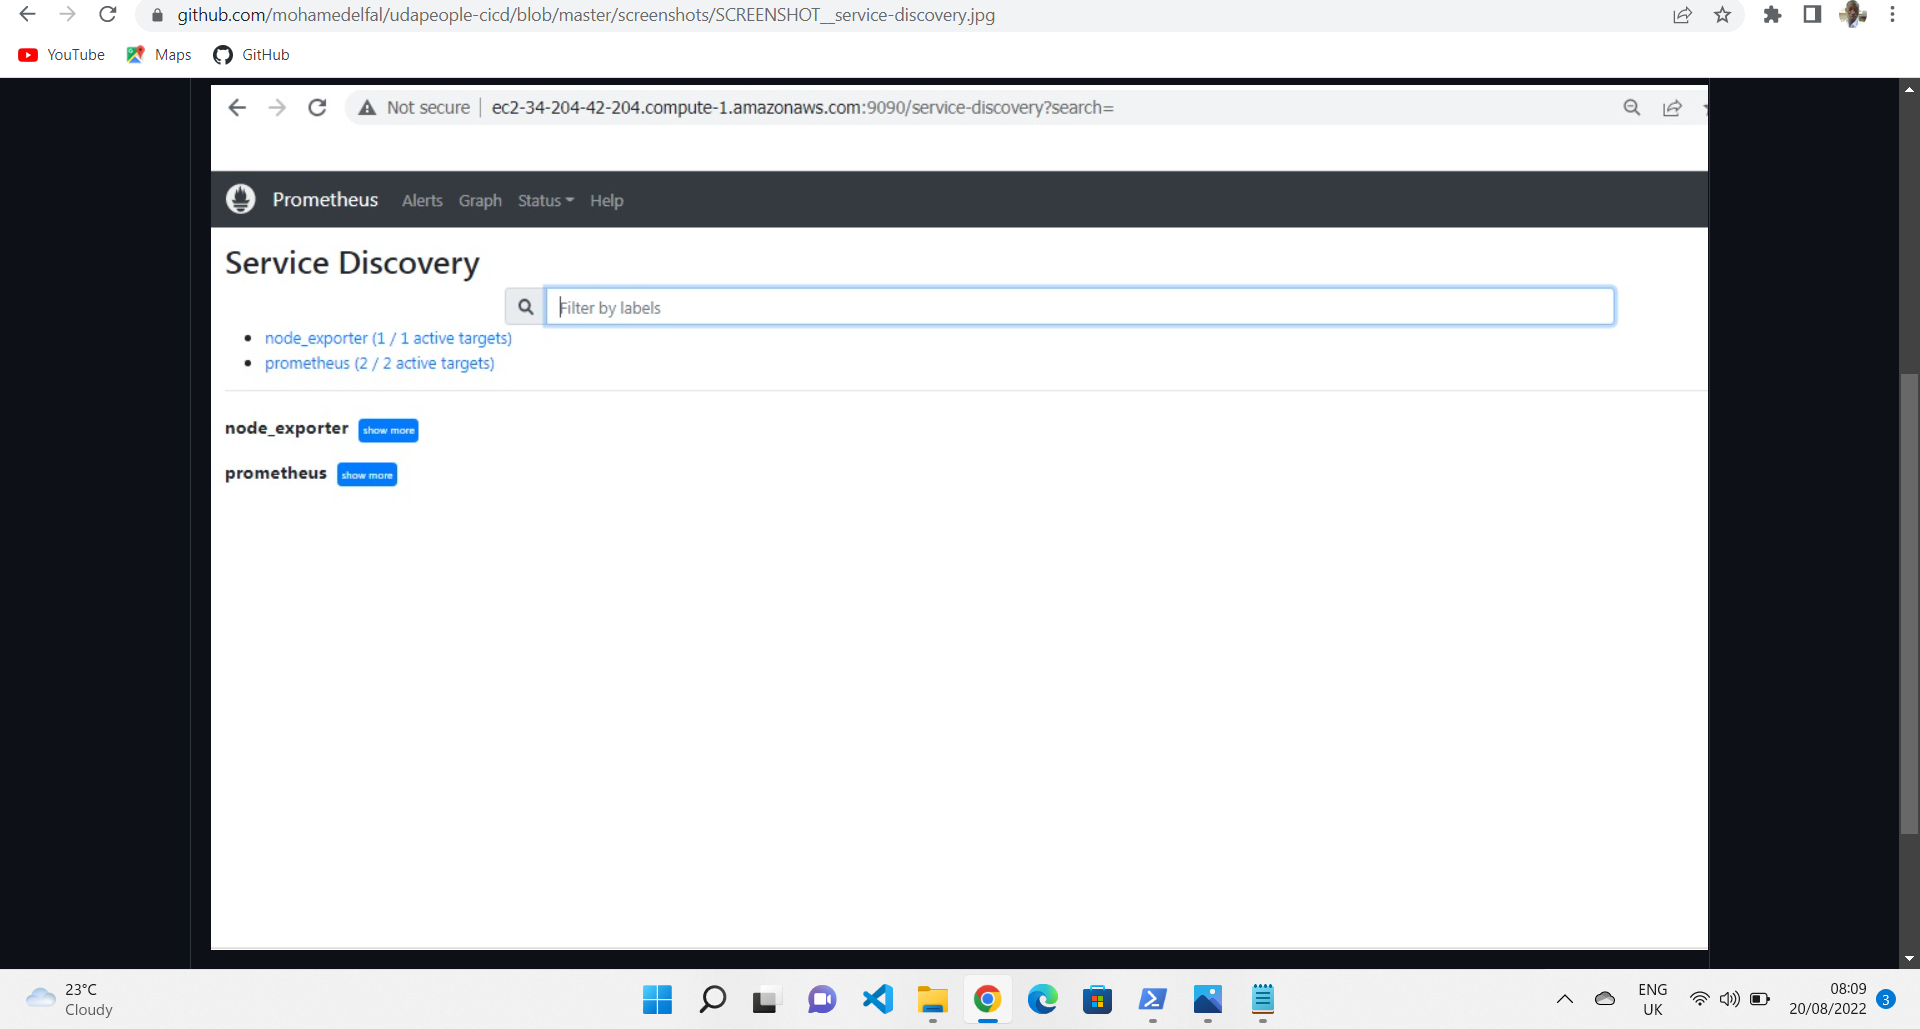 github.com/mohamedelfal/udapeople-cicd/blob/master/screenshots/SCREENSHOT__service-discovery.jpg
YouTube Maps GitHub
Not secure ec2-34-204-42-204.compute-1.amazonaws.com:9090/service-discovery?search=
Prometheus Alerts Graph Status Help
Service Discovery
Filter by labels
node_exporter (1 / 1 active targets)
prometheus (2 / 2 active targets)
node_exporter show more
prometheus show more
23°C
Cloudy
ENG
UK
08:09
20/08/2022
3